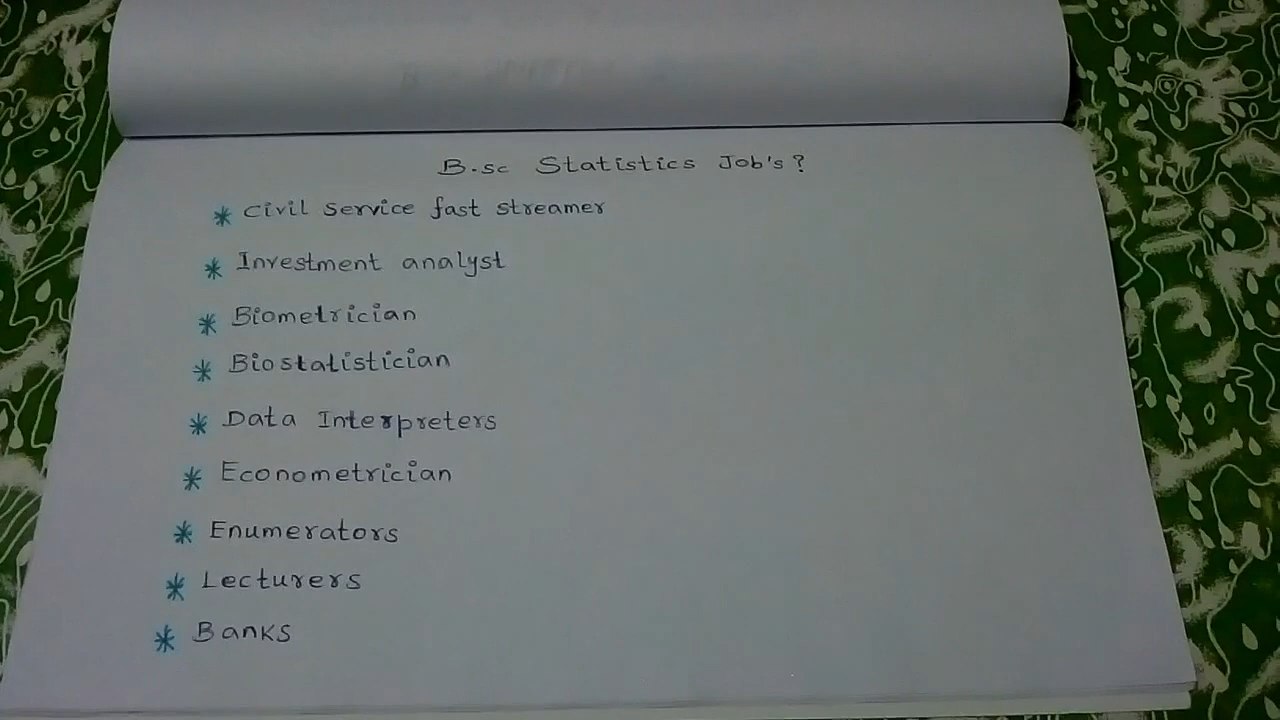 B.sc Statistics Job's?
* Civil Service fast streamer
* Investment analyst
* Biometrician
* Biostatistician
* Data Interpreters
* Econometrician
* Enumerators
* Lecturers
* Banks